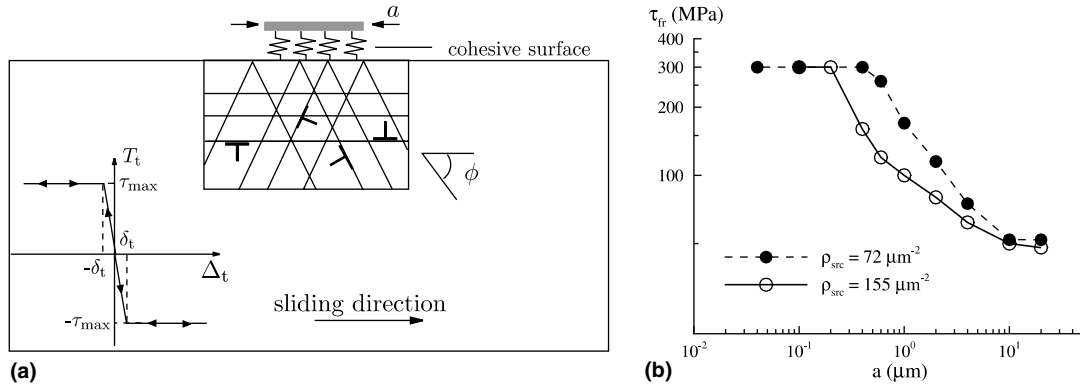 a
cohesive surface
ϕ
T_t
τ_max
δ_t
-δ_t
Δ_t
-τ_max
sliding direction
(a)
τ_fr (MPa)
400
300
200
100
ρ_src = 72 μm^-2
ρ_src = 155 μm^-2
10^-2 10^-1 10^0 10^1
a (μm)
(b)